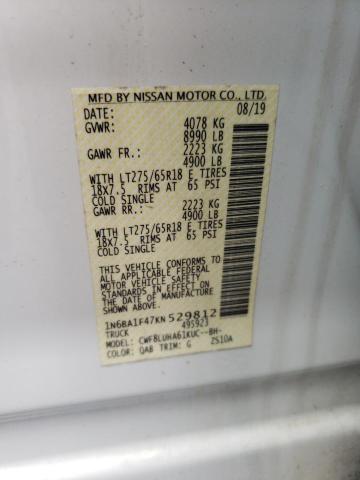 MFD BY NISSAN MOTOR CO., LTD.
DATE: 08/19
GVWR: 4078 KG
8990 LB
GAWR FR.: 2223 KG
4900 LB
WITH LT275/65R18 E TIRES
18X7.5 RIMS AT 65 PSI
COLD SINGLE
GAWR RR.: 2223 KG
4900 LB
WITH LT275/65R18 E TIRES
18X7.5 RIMS AT 65 PSI
COLD SINGLE
THIS VEHICLE CONFORMS TO
ALL APPLICABLE FEDERAL
MOTOR VEHICLE SAFETY
STANDARDS IN EFFECT ON
THE DATE OF MANUFACTURE
SHOWN ABOVE.
1N6BA1F47KN529812
TRUCK 495923
MODEL: CWF8LUHA61KUC--BH-
COLOR: QAB TRIM: G ZS10A